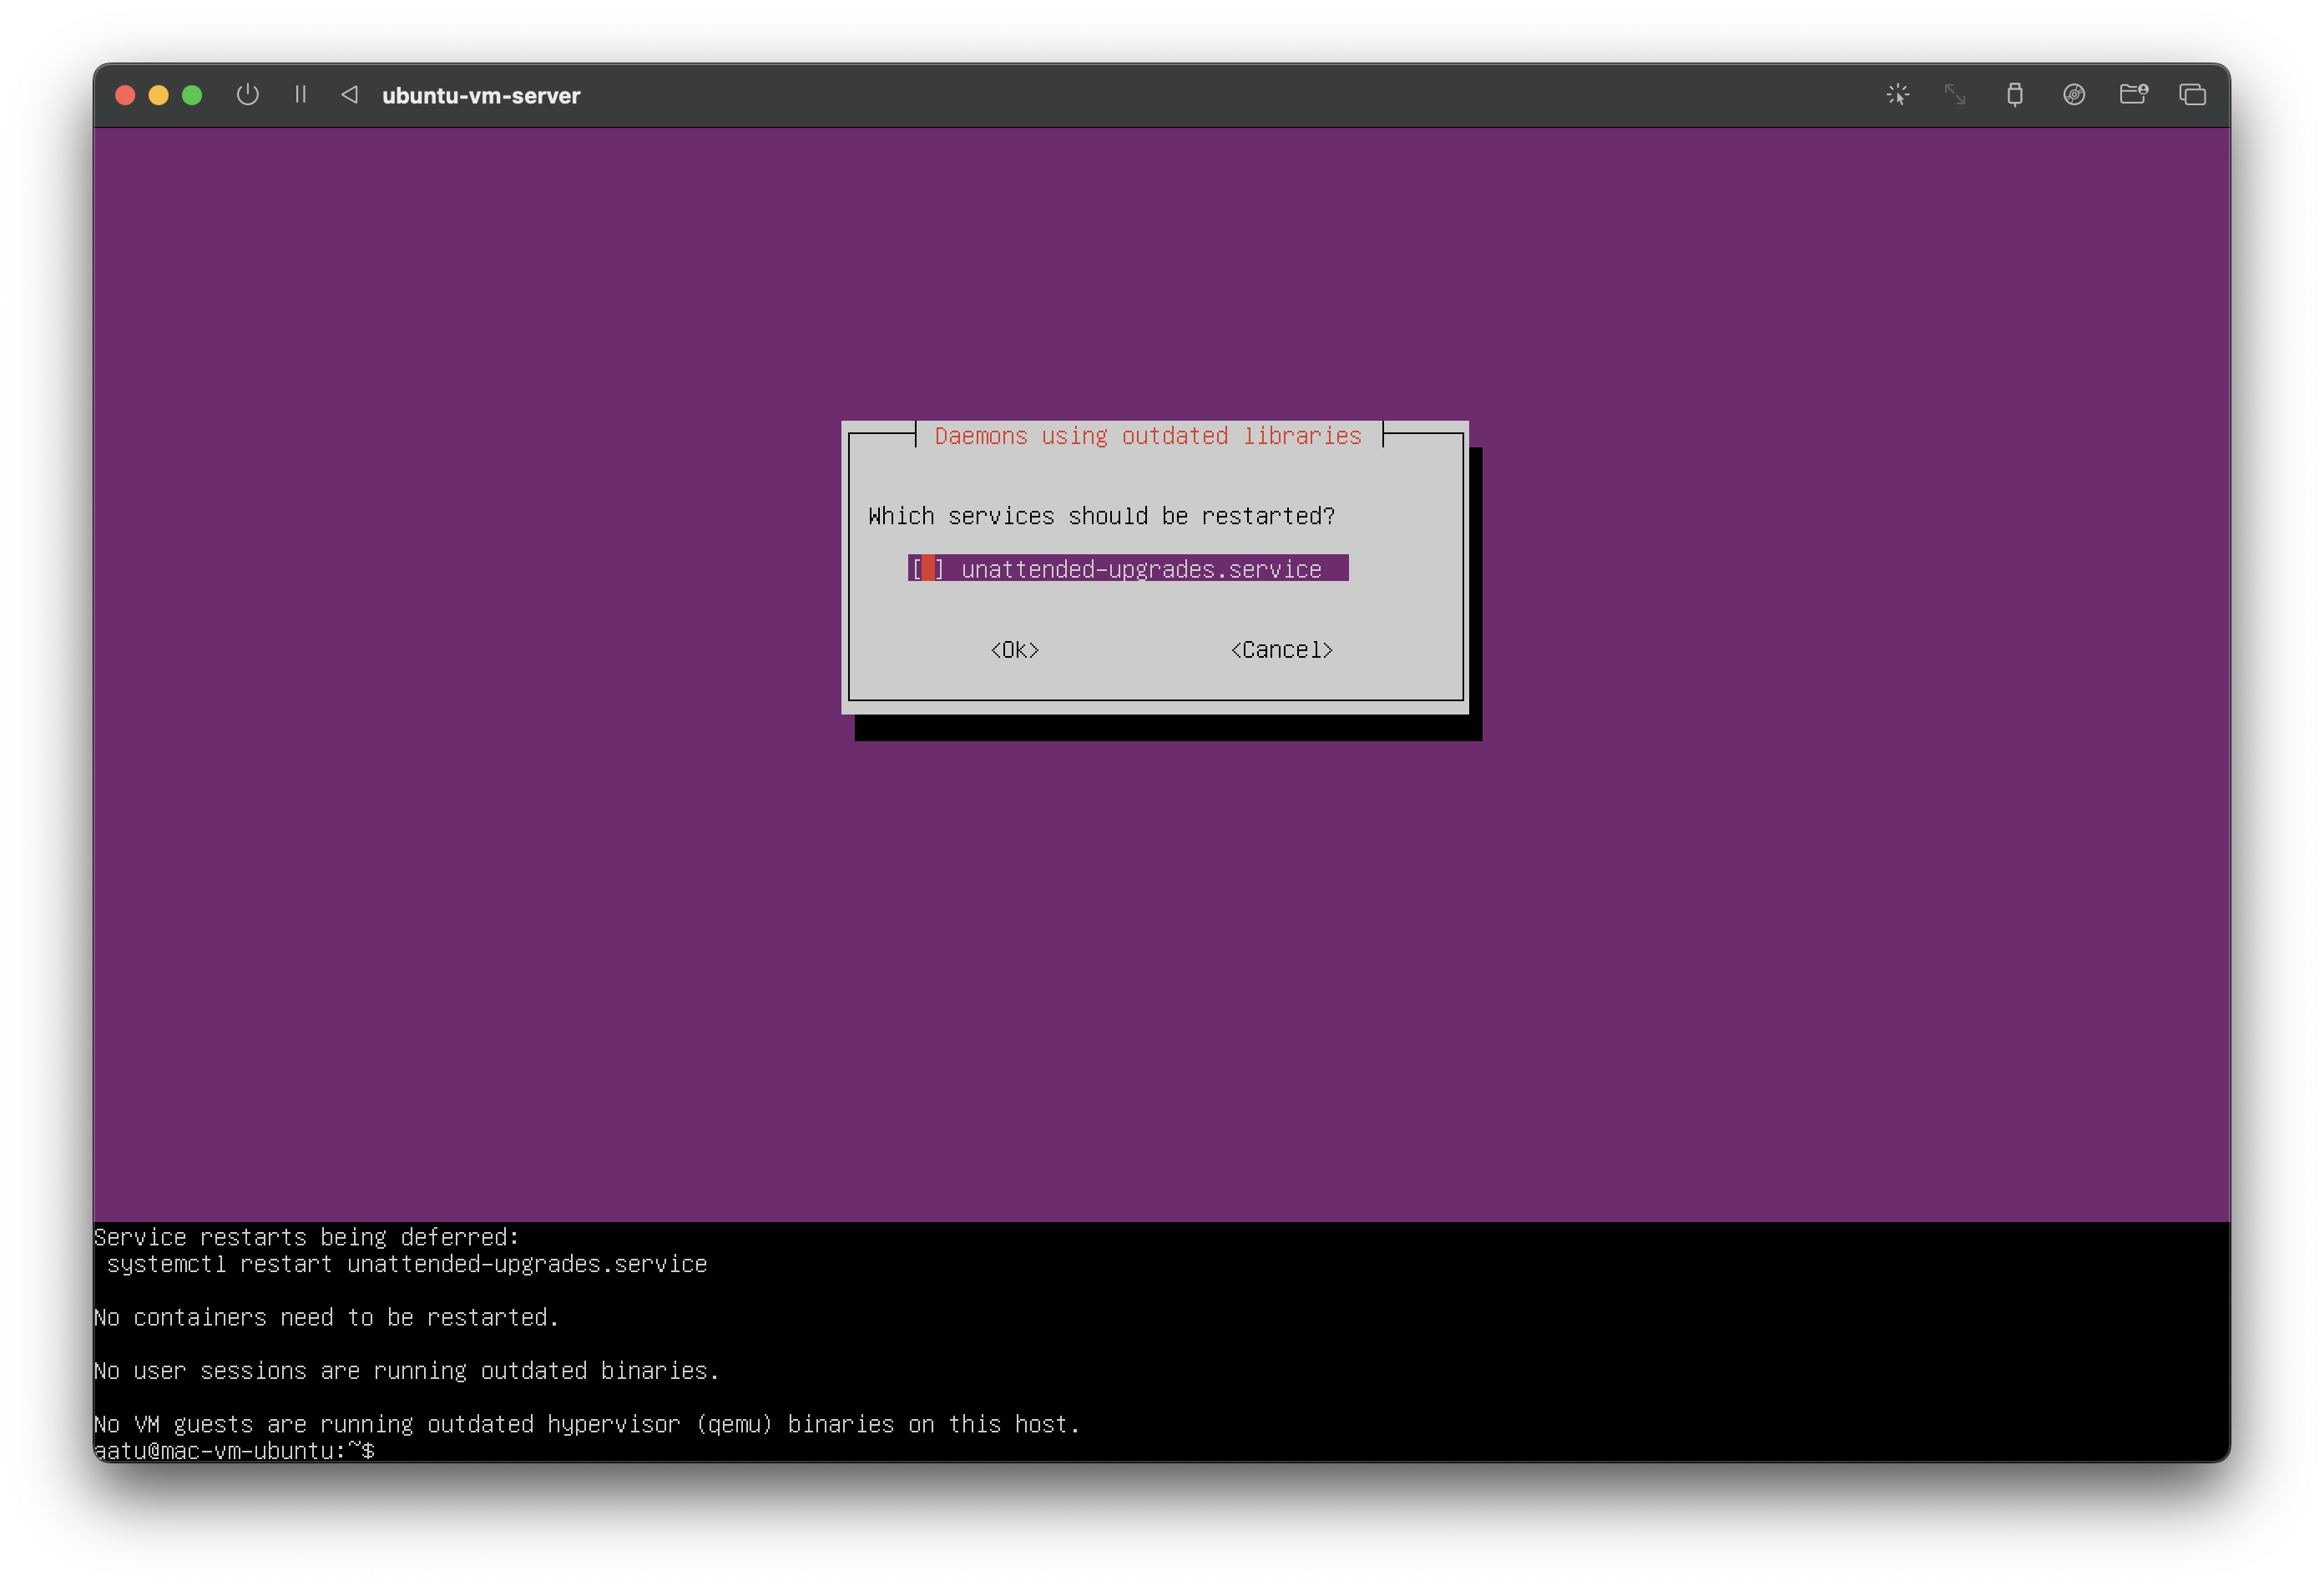 ubuntu-vm-server
Daemons using outdated libraries
Which services should be restarted?
[ ] unattended-upgrades.service
<Ok> <Cancel>
Service restarts being deferred:
systemctl restart unattended-upgrades.service
No containers need to be restarted.
No user sessions are running outdated binaries.
No VM guests are running outdated hypervisor (qemu) binaries on this host.
aatu@mac-vm-ubuntu:~$